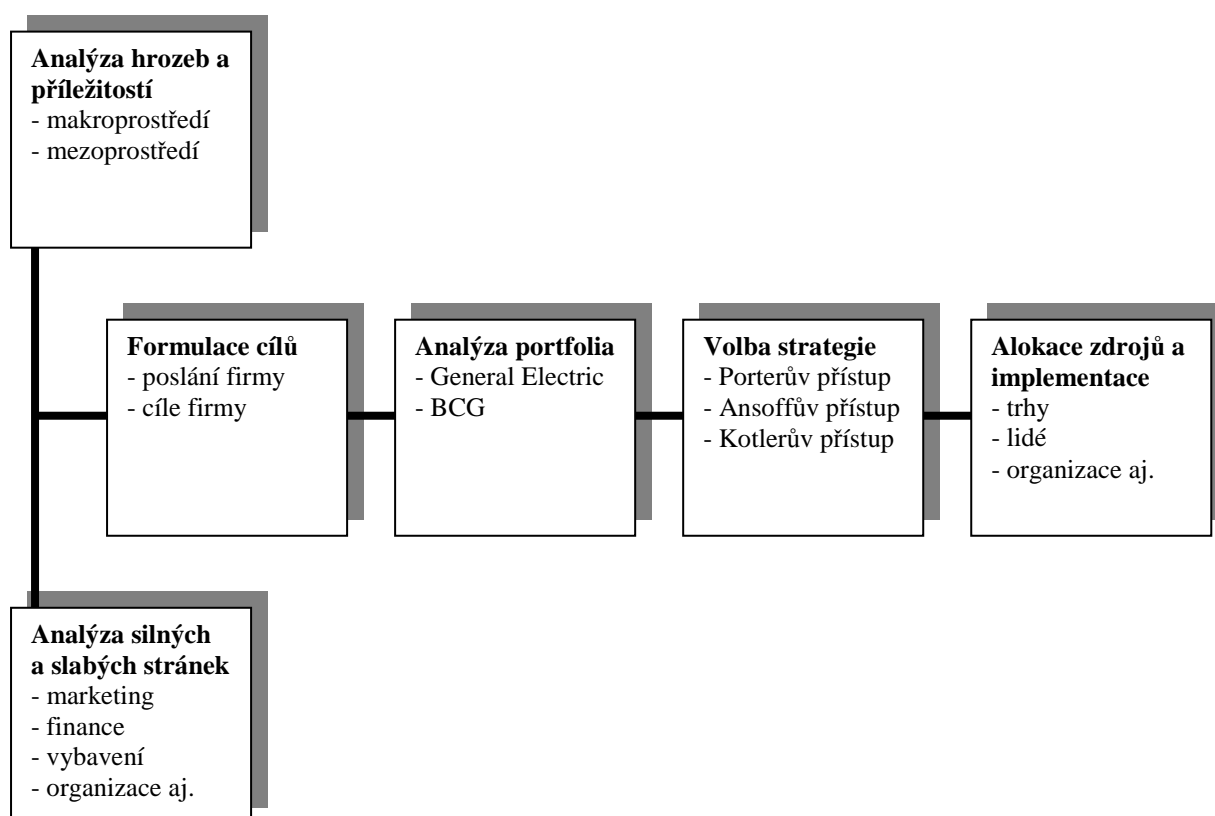 Analýza hrozeb a
příležitostí
- makroprostředí
- mezoprostředí
Formulace cílů
- poslání firmy
- cíle firmy
Analýza portfolia
- General Electric
- BCG
Volba strategie
- Porterův přístup
- Ansoffův přístup
- Kotlerův přístup
Alokace zdrojů a
implementace
- trhy
- lidé
- organizace aj.
Analýza silných
a slabých stránek
- marketing
- finance
- vybavení
- organizace aj.